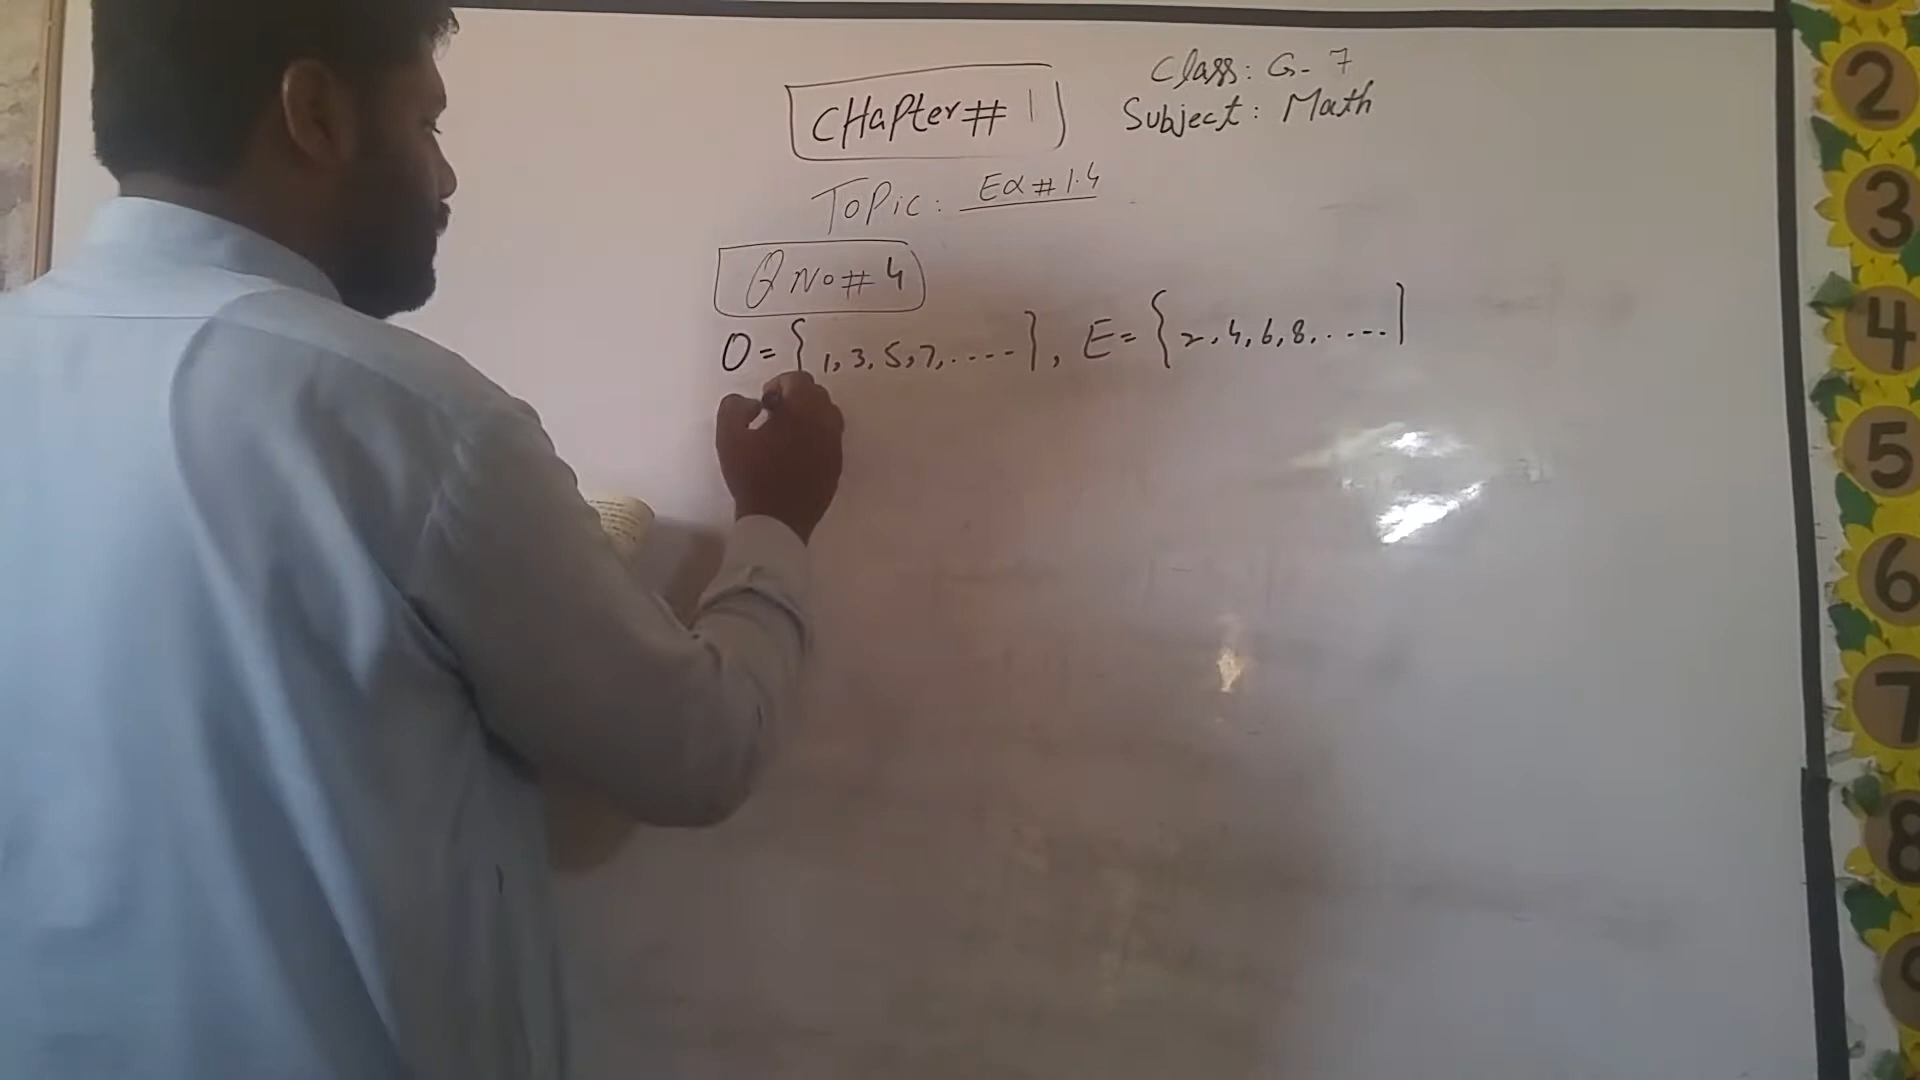 Class: G-7
CHaPter# 1
Subject: Math
ToPic: Ex#1.4
Q No#4
O={1,3,5,7,....}, E={2,4,6,8,....}
2
3
4
5
6
7
8